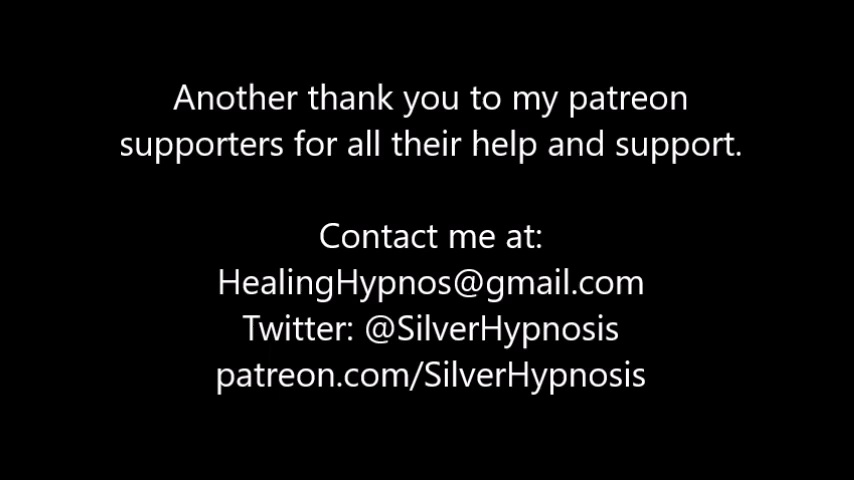 Another thank you to my patreon
supporters for all their help and support.
Contact me at:
HealingHypnos@gmail.com
Twitter: @SilverHypnosis
patreon.com/SilverHypnosis